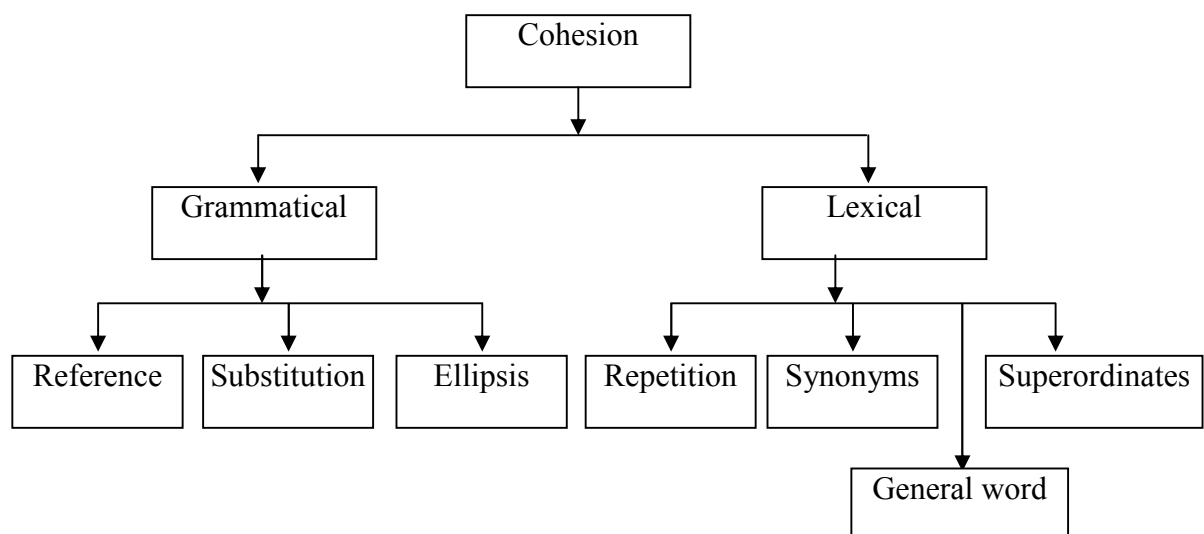 Cohesion
Grammatical
Lexical
Reference
Substitution
Ellipsis
Repetition
Synonyms
Superordinates
General word